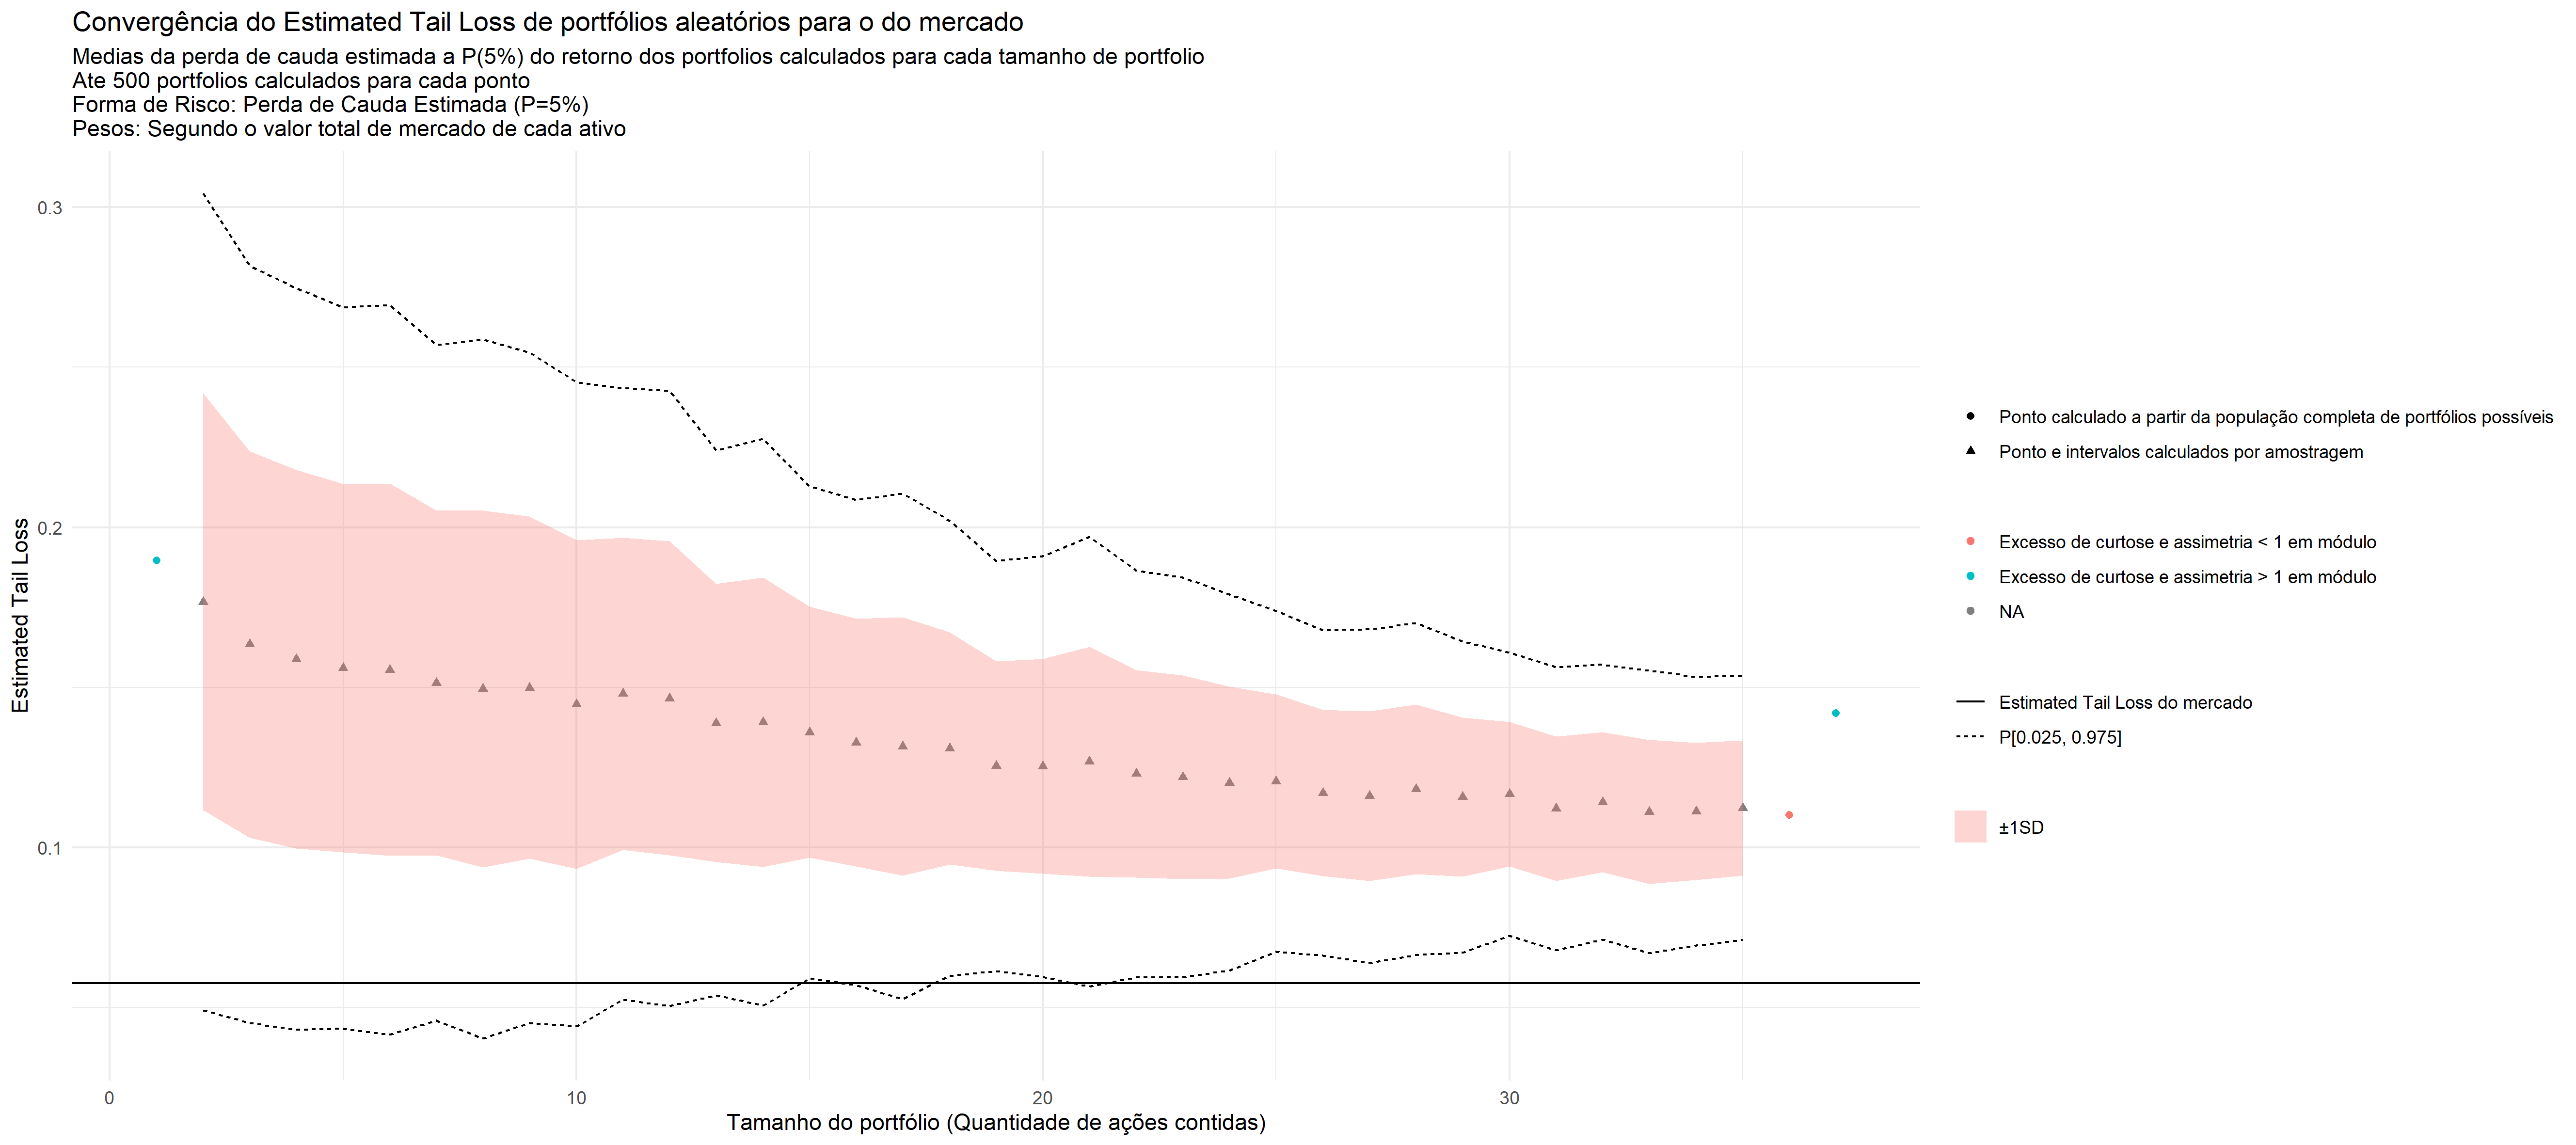 Convergência do Estimated Tail Loss de portfólios aleatórios para o do mercado
Medias da perda de cauda estimada a P(5%) do retorno dos portfolios calculados para cada tamanho de portfolio
Ate 500 portfolios calculados para cada ponto
Forma de Risco: Perda de Cauda Estimada (P=5%)
Pesos: Segundo o valor total de mercado de cada ativo
Estimated Tail Loss
0.3
0.2
0.1
0
10
20
30
Tamanho do portfólio (Quantidade de ações contidas)
Ponto calculado a partir da população completa de portfólios possíveis
Ponto e intervalos calculados por amostragem
Excesso de curtose e assimetria < 1 em módulo
Excesso de curtose e assimetria > 1 em módulo
NA
Estimated Tail Loss do mercado
P[0.025, 0.975]
±1SD